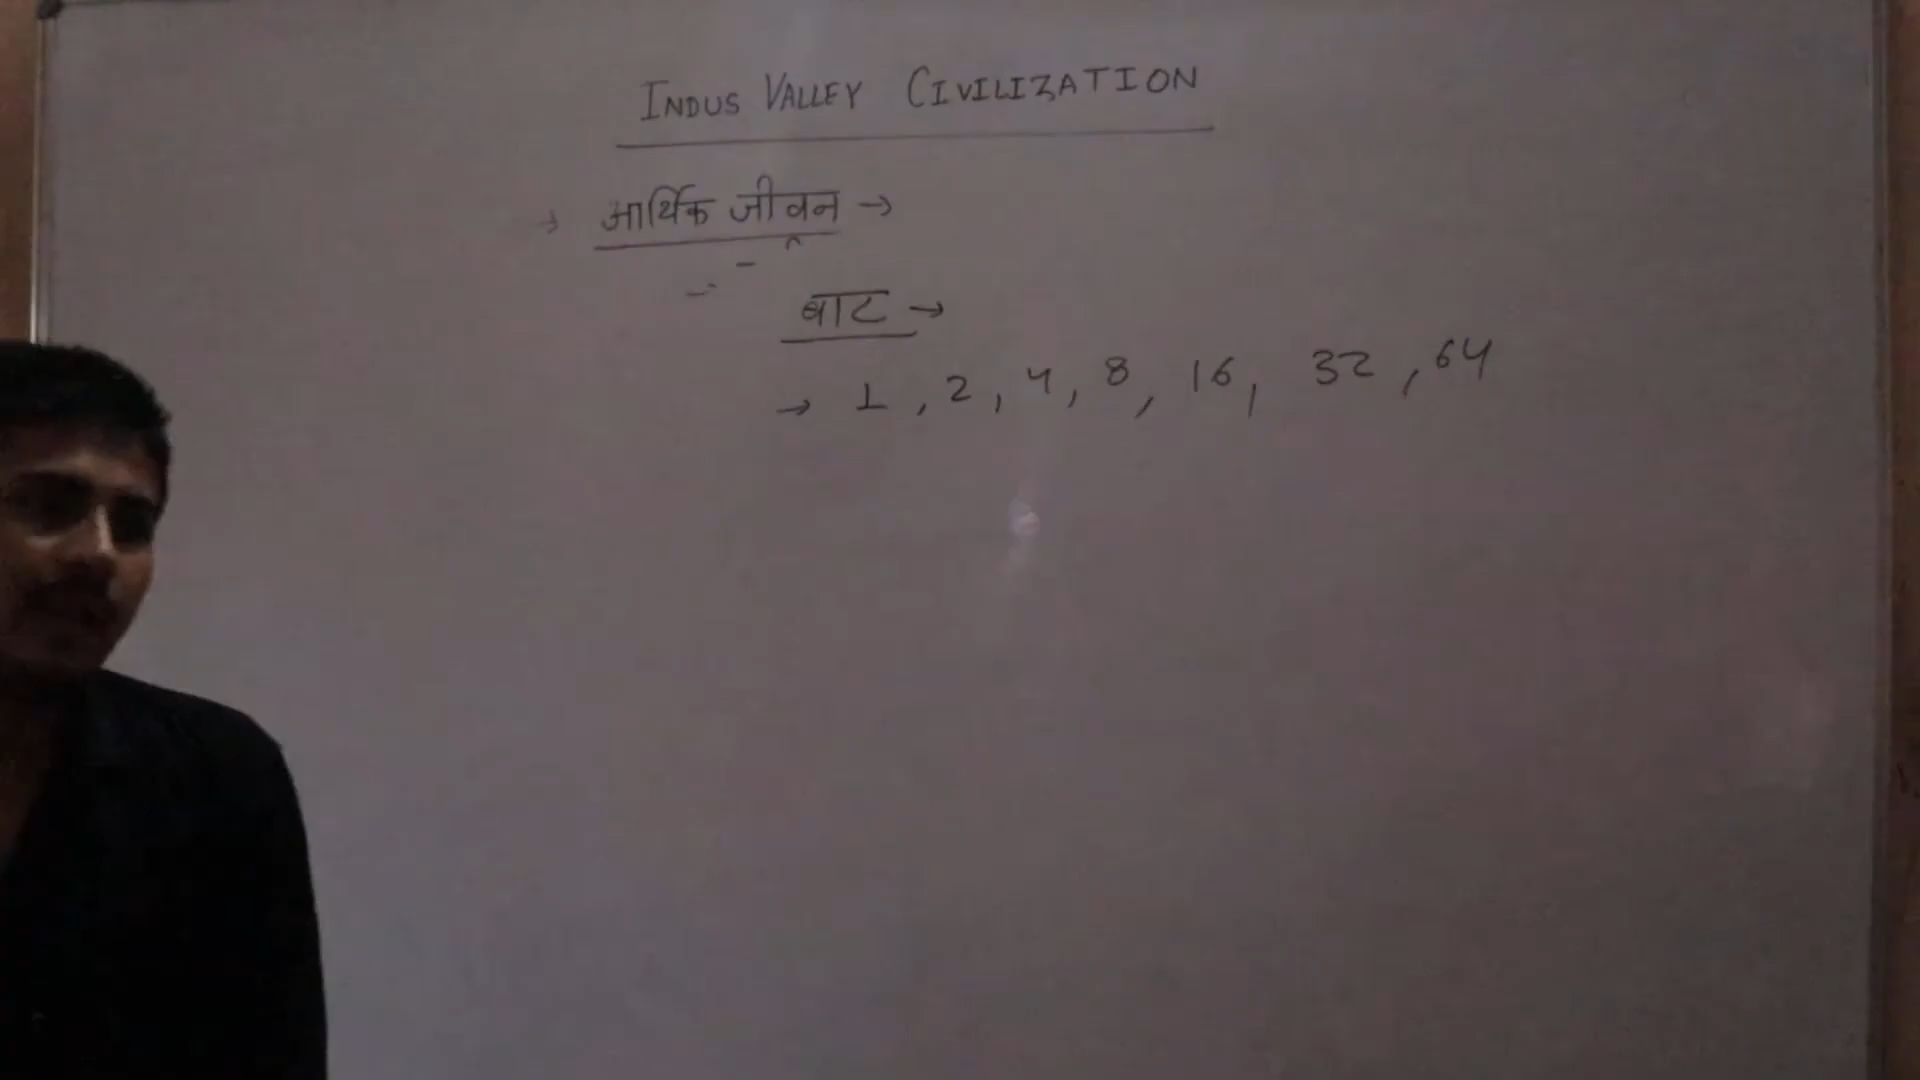 INDUS VALLEY CIVILIZATION
→ आर्थिक जीवन →
बाट →
→ 1, 2, 4, 8, 16, 32, 64